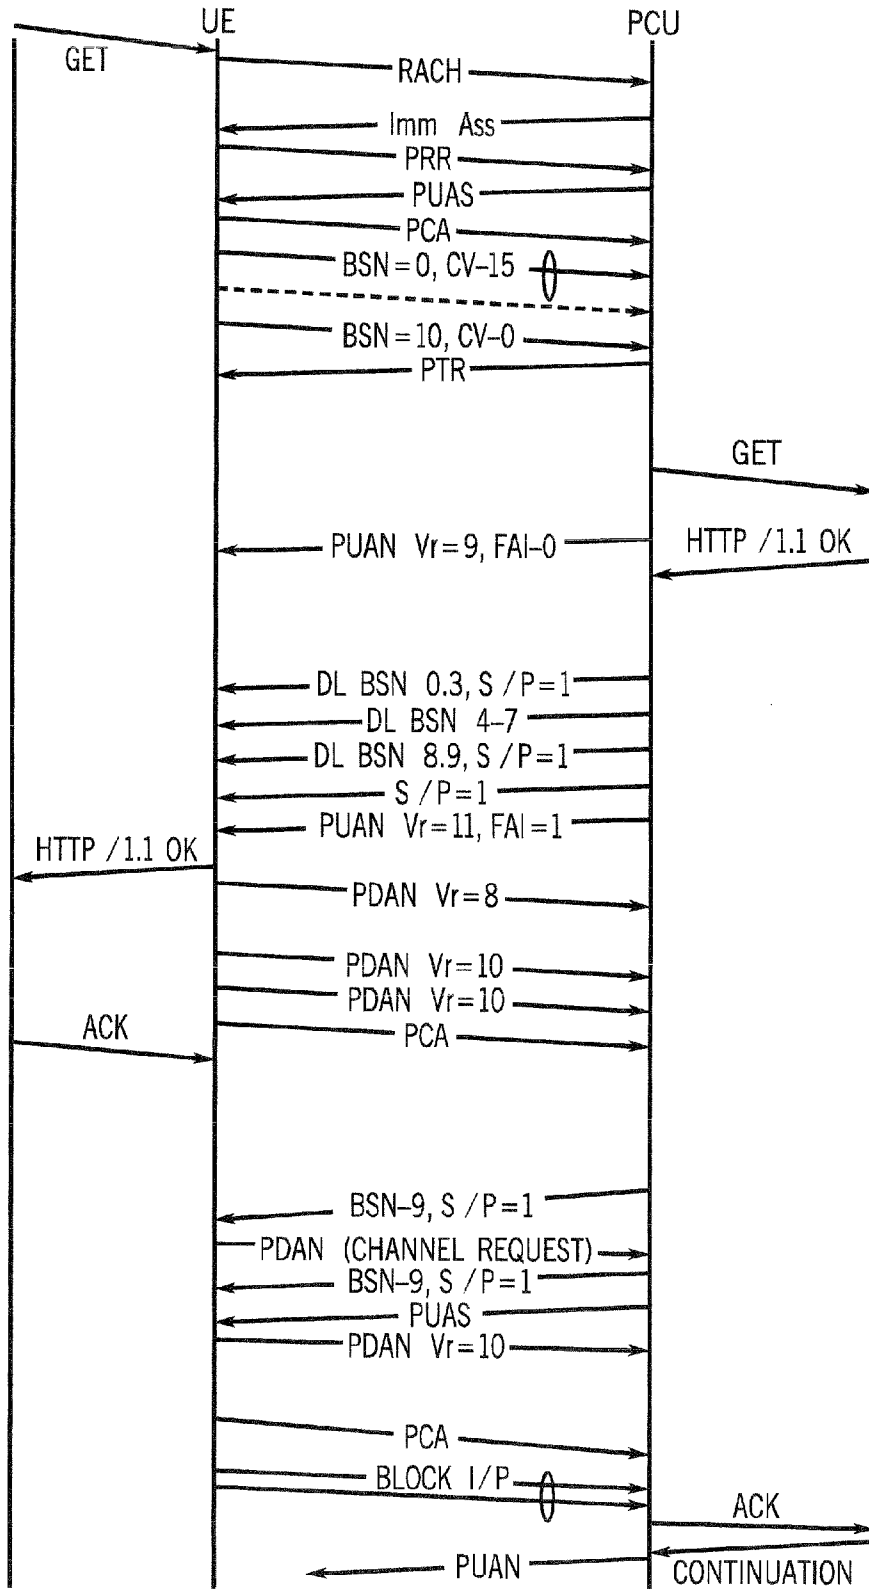 UE
PCU
GET
RACH
Imm Ass
PRR
PUAS
PCA
BSN=0, CV–15
BSN=10, CV–0
PTR
GET
PUAN Vr=9, FAI–0
HTTP /1.1 OK
DL BSN 0.3, S /P=1
DL BSN 4–7
DL BSN 8.9, S /P=1
S /P=1
PUAN Vr=11, FAI=1
HTTP /1.1 OK
PDAN Vr=8
PDAN Vr=10
PDAN Vr=10
ACK
PCA
BSN–9, S /P=1
PDAN (CHANNEL REQUEST)
BSN–9, S /P=1
PUAS
PDAN Vr=10
PCA
BLOCK I/P
ACK
PUAN
CONTINUATION